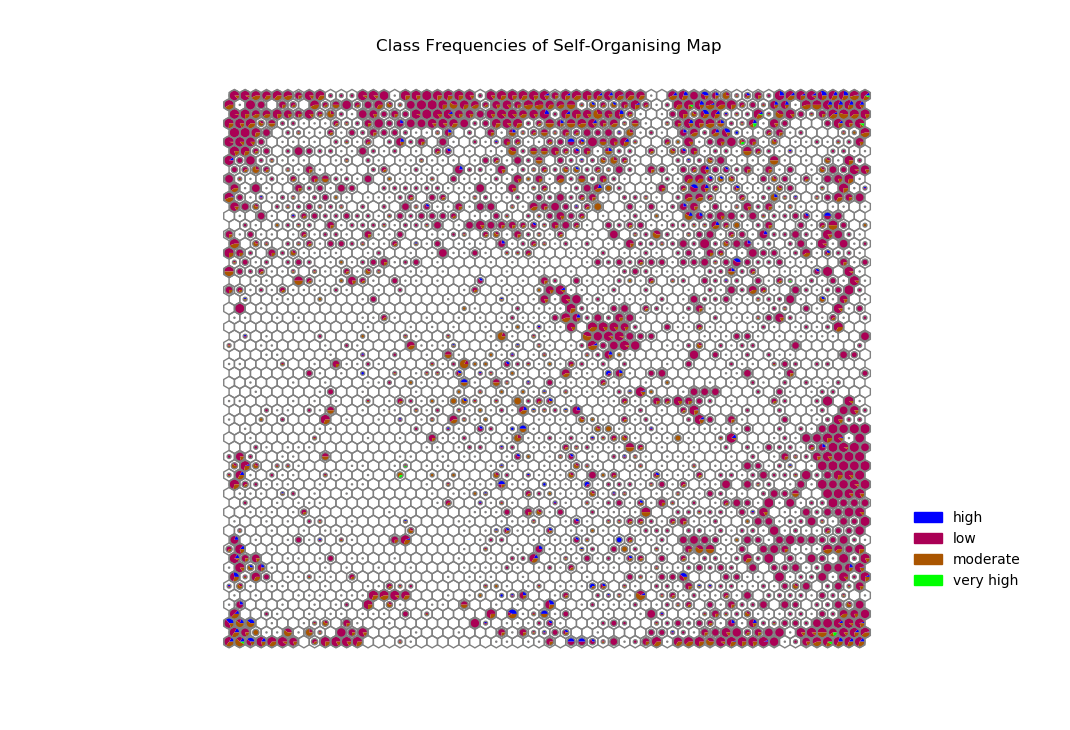 Class Frequencies of Self-Organising Map
high
low
moderate
very high